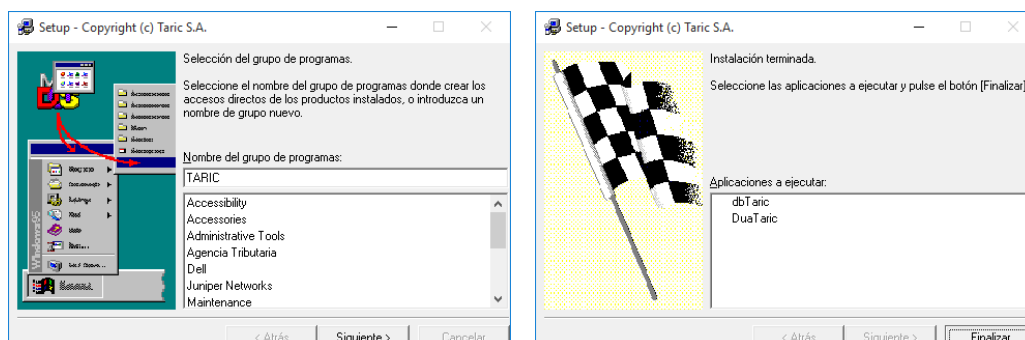 Setup - Copyright (c) Taric S.A.
Selección del grupo de programas.
Seleccione el nombre del grupo de programas donde crear los
accesos directos de los productos instalados, o introduzca un
nombre de grupo nuevo.
Nombre del grupo de programas:
TARIC
Accessibility
Accessories
Administrative Tools
Agencia Tributaria
Dell
Juniper Networks
Maintenance
Windows95
< Atrás
Siguiente >
Cancelar
Setup - Copyright (c) Taric S.A.
Instalación terminada.
Seleccione las aplicaciones a ejecutar y pulse el botón [Finalizar]
Aplicaciones a ejecutar:
dbTaric
DuaTaric
< Atrás
Siguiente >
Finalizar